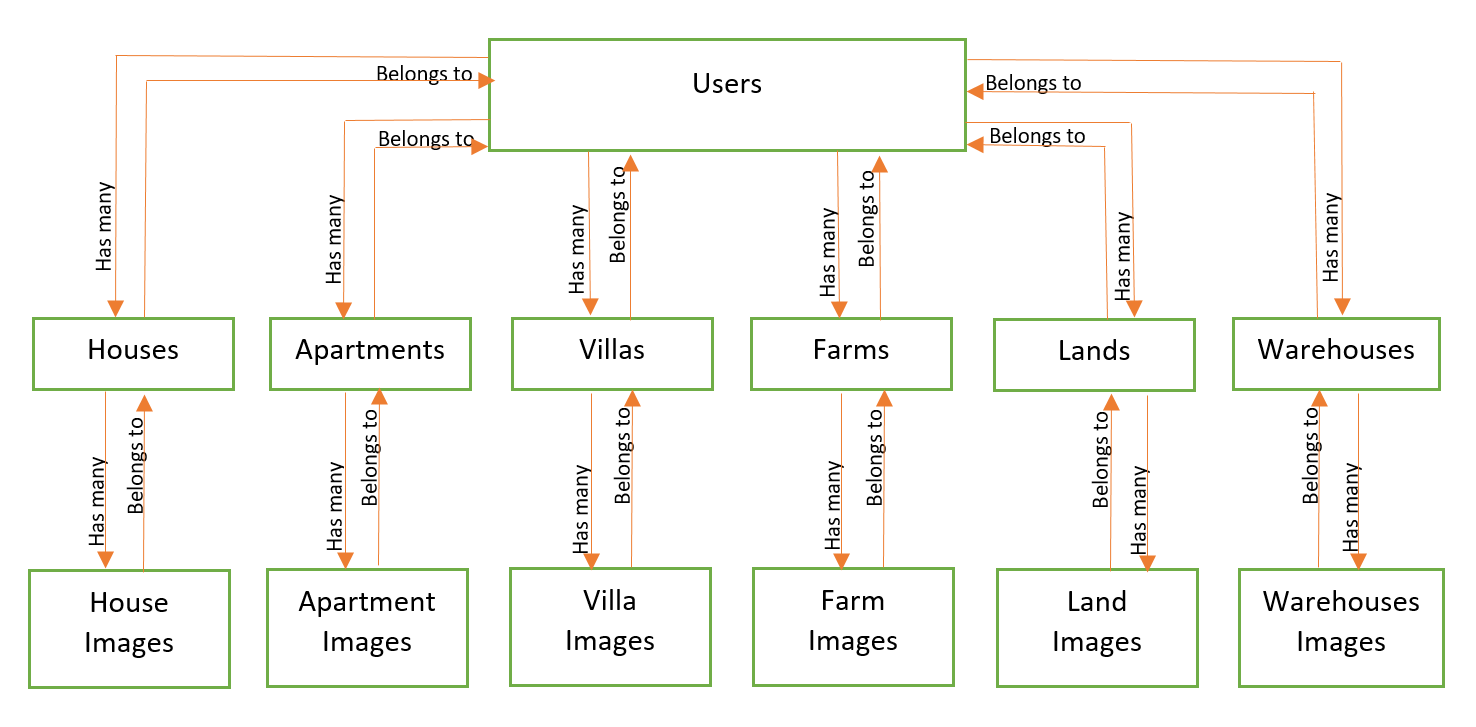 Users
Belongs to
Belongs to
Belongs to
Belongs to
Has many
Has many
Has many
Belongs to
Has many
Belongs to
Has many
Has many
Houses
Apartments
Villas
Farms
Lands
Warehouses
Has many
Belongs to
Has many
Belongs to
Has many
Belongs to
Has many
Belongs to
Belongs to
Has many
Belongs to
Has many
House
Images
Apartment
Images
Villa
Images
Farm
Images
Land
Images
Warehouses
Images